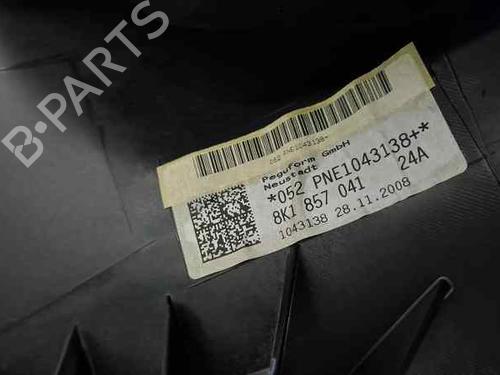 B-PARTS
052 PNE1043138+
Peguform GmbH
Neustadt
*052 PNE1043138+*
8K1 857 041 24A
1043138 28.11.2008